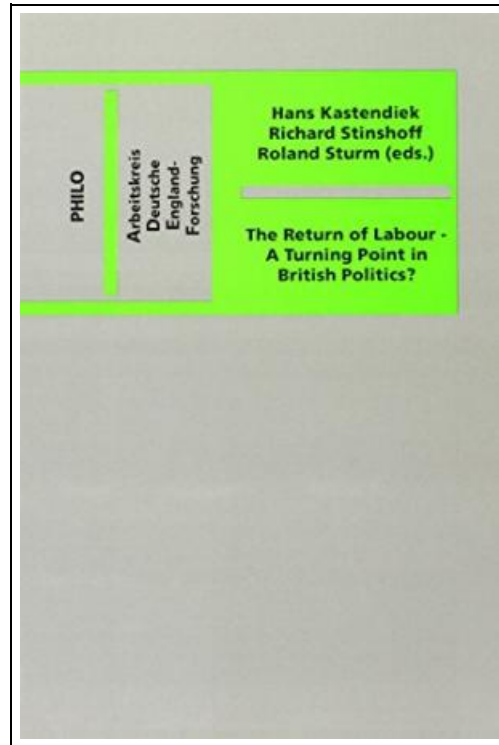 PHILO
Arbeitskreis
Deutsche
England-
Forschung
Hans Kastendiek
Richard Stinshoff
Roland Sturm (eds.)
The Return of Labour -
A Turning Point in
British Politics?